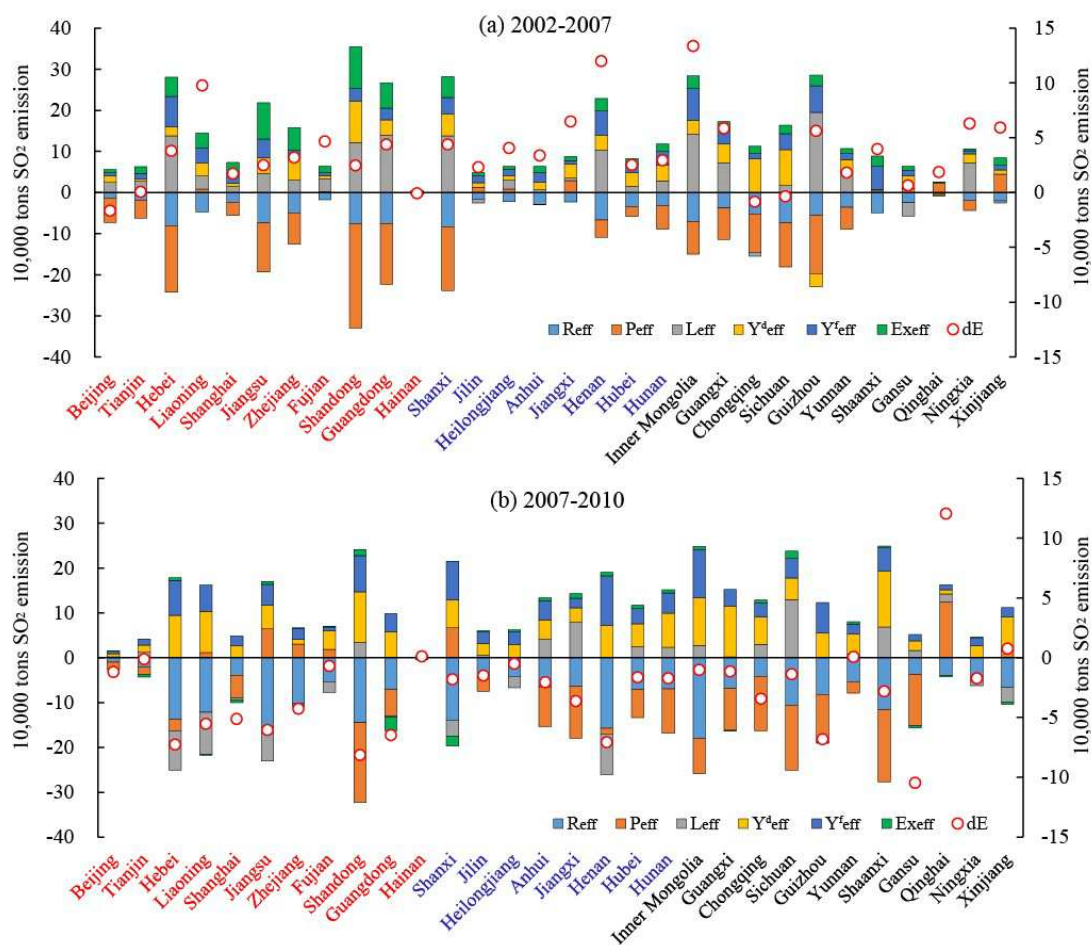 (a) 2002-2007
10,000 tons SO2 emission
40
30
20
10
0
-10
-20
-30
-40
15
10
5
0
-5
-10
-15
10,000 tons SO2 emission
Reff Peff Leff Ydeff Yfeff Exeff dE
Beijing
Tianjin
Hebei
Liaoning
Shanghai
Jiangsu
Zhejiang
Fujian
Shandong
Guangdong
Hainan
Shanxi
Jilin
Heilongjiang
Anhui
Jiangxi
Henan
Hubei
Hunan
Inner Mongolia
Guangxi
Chongqing
Sichuan
Guizhou
Yunnan
Shaanxi
Gansu
Qinghai
Ningxia
Xinjiang
(b) 2007-2010
10,000 tons SO2 emission
40
30
20
10
0
-10
-20
-30
-40
15
10
5
0
-5
-10
-15
10,000 tons SO2 emission
Reff Peff Leff Ydeff Yfeff Exeff dE
Beijing
Tianjin
Hebei
Liaoning
Shanghai
Jiangsu
Zhejiang
Fujian
Shandong
Guangdong
Hainan
Shanxi
Jilin
Heilongjiang
Anhui
Jiangxi
Henan
Hubei
Hunan
Inner Mongolia
Guangxi
Chongqing
Sichuan
Guizhou
Yunnan
Shaanxi
Gansu
Qinghai
Ningxia
Xinjiang